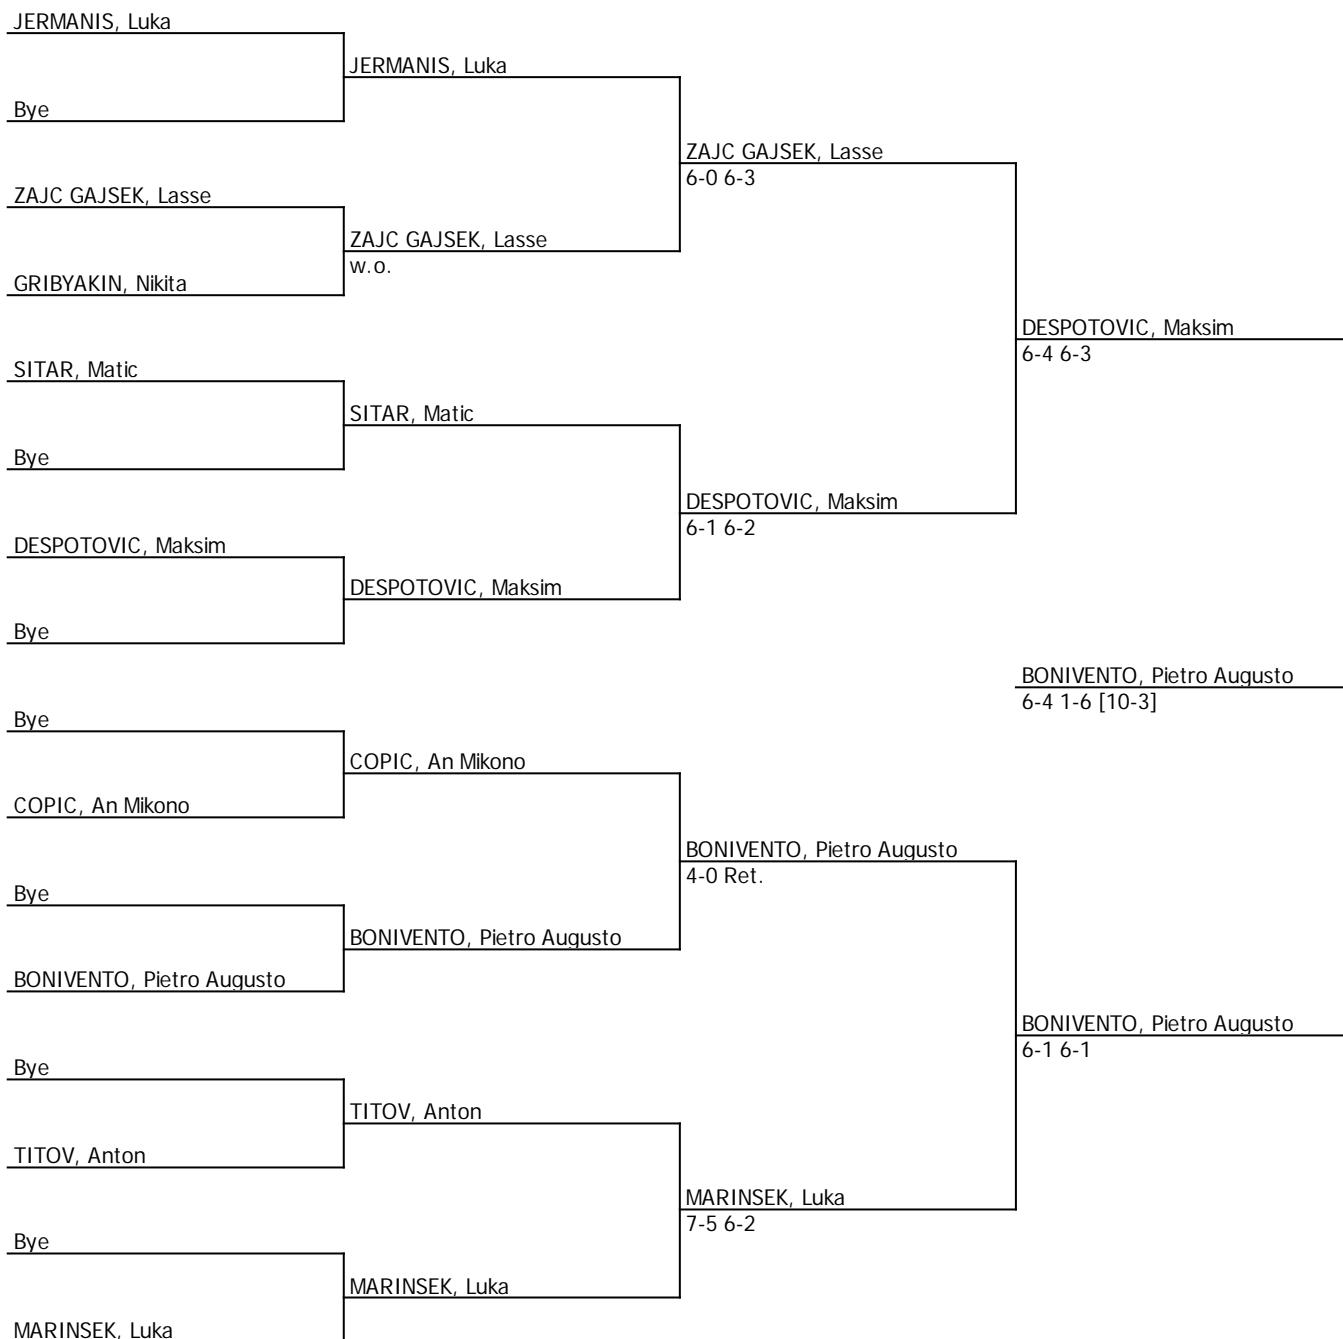 JERMANIS, Luka
JERMANIS, Luka
Bye
ZAJC GAJSEK, Lasse
6-0 6-3
ZAJC GAJSEK, Lasse
ZAJC GAJSEK, Lasse
w.o.
GRIBYAKIN, Nikita
DESPOTOVIC, Maksim
6-4 6-3
SITAR, Matic
SITAR, Matic
Bye
DESPOTOVIC, Maksim
6-1 6-2
DESPOTOVIC, Maksim
DESPOTOVIC, Maksim
Bye
BONIVENTO, Pietro Augusto
6-4 1-6 [10-3]
Bye
COPIC, An Mikono
COPIC, An Mikono
BONIVENTO, Pietro Augusto
4-0 Ret.
Bye
BONIVENTO, Pietro Augusto
BONIVENTO, Pietro Augusto
BONIVENTO, Pietro Augusto
6-1 6-1
Bye
TITOV, Anton
TITOV, Anton
MARINSEK, Luka
7-5 6-2
Bye
MARINSEK, Luka
MARINSEK, Luka